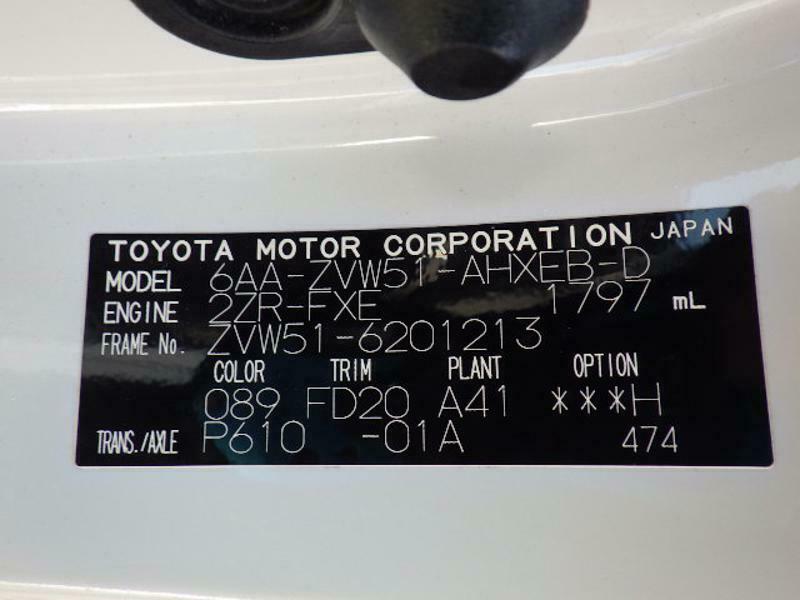 TOYOTA MOTOR CORPORATION JAPAN
MODEL 6AA-ZVW51-AHXEB-D
ENGINE 2ZR-FXE 1797 mL
FRAME No. ZVW51-6201213
COLOR TRIM PLANT OPTION
089 FD20 A41 ***H
TRANS./AXLE P610 -01A 474